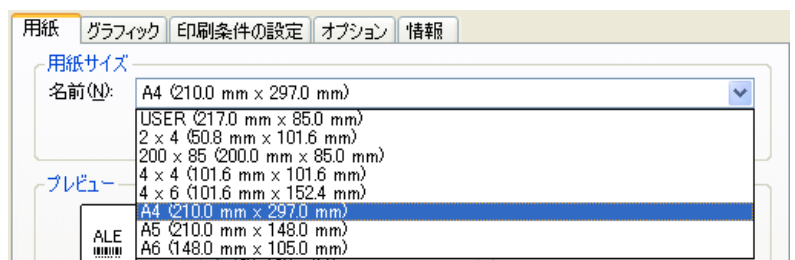 用紙 グラフィック 印刷条件の設定 オプション 情報
用紙サイズ
名前(N): A4 (210.0 mm x 297.0 mm)
USER (217.0 mm x 85.0 mm)
2 x 4 (50.8 mm x 101.6 mm)
200 x 85 (200.0 mm x 85.0 mm)
4 x 4 (101.6 mm x 101.6 mm)
4 x 6 (101.6 mm x 152.4 mm)
プレビュー
A4 (210.0 mm x 297.0 mm)
A5 (210.0 mm x 148.0 mm)
ALE
A6 (148.0 mm x 105.0 mm)